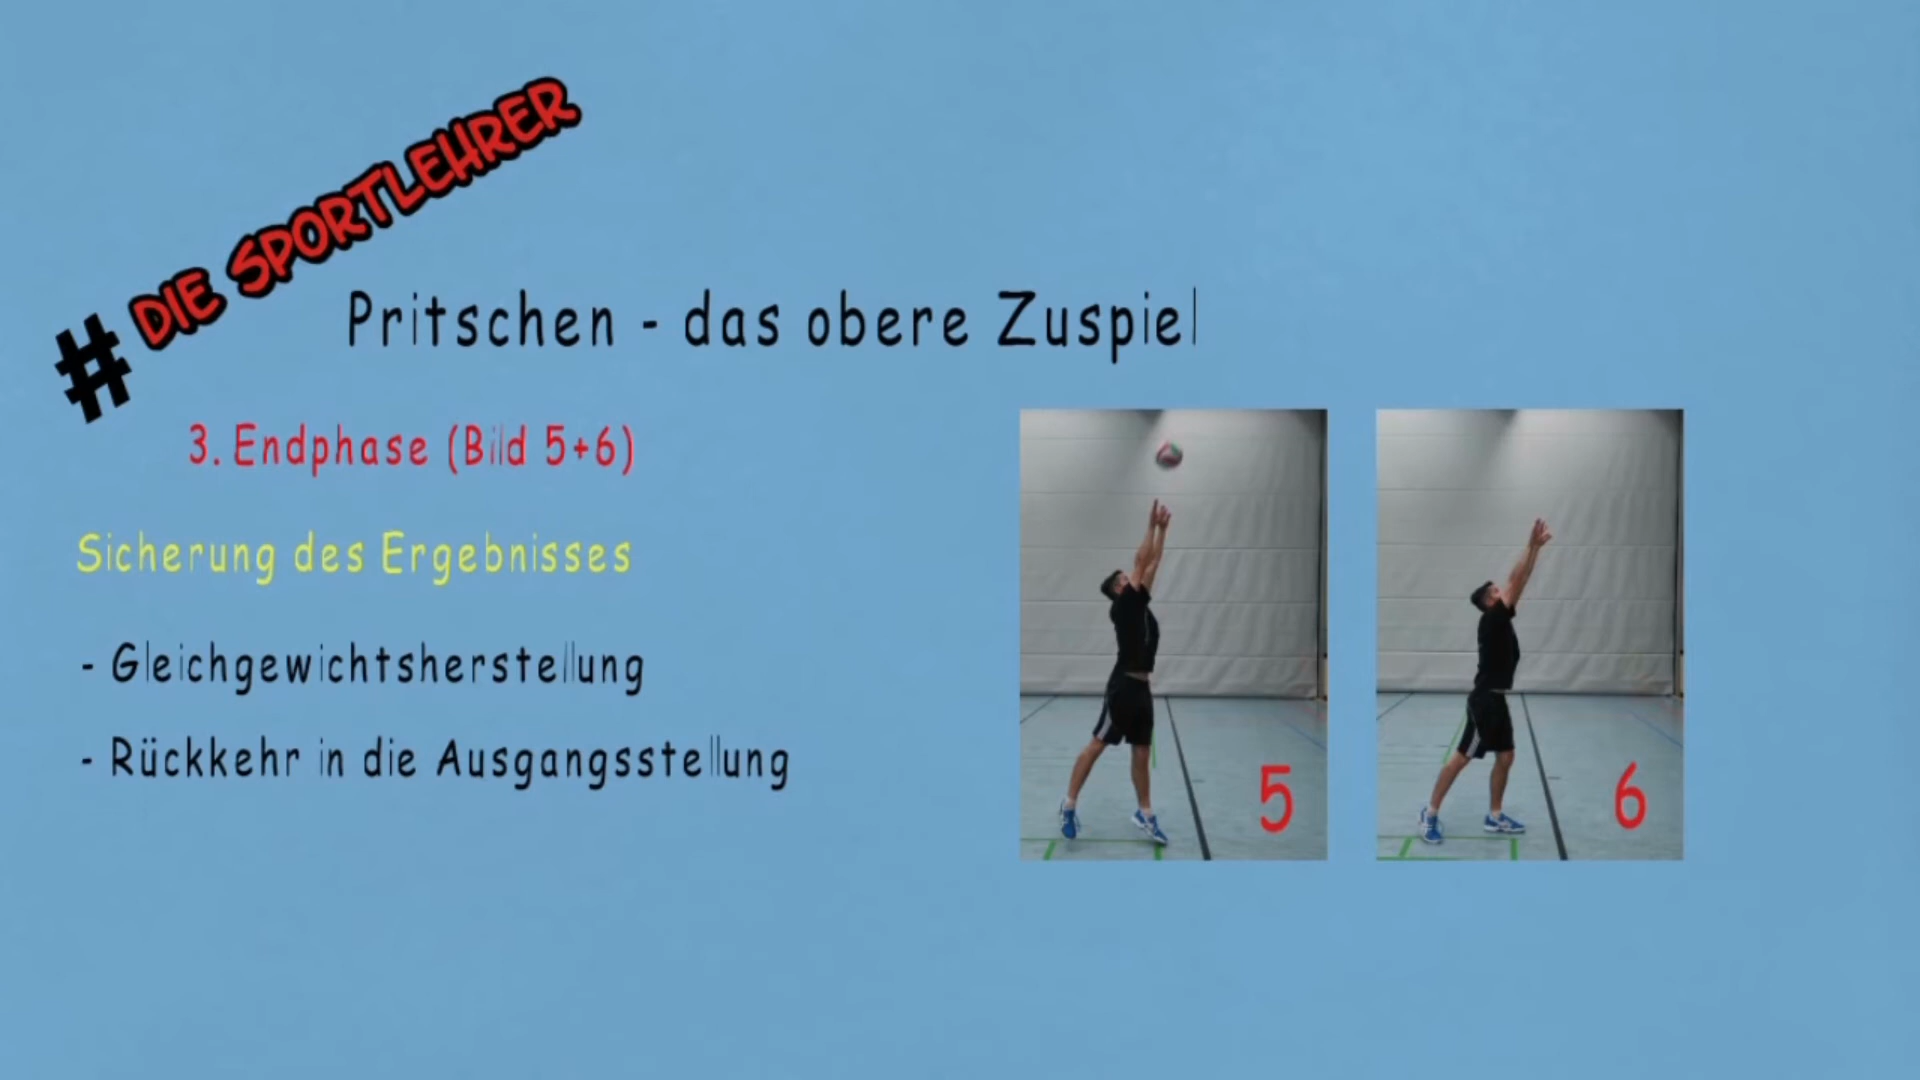 # DIE SPORTLEHRER
Pritschen - das obere Zuspiel
3. Endphase (Bild 5+6)
Sicherung des Ergebnisses
- Gleichgewichtsherstellung
- Rückkehr in die Ausgangsstellung
5
6